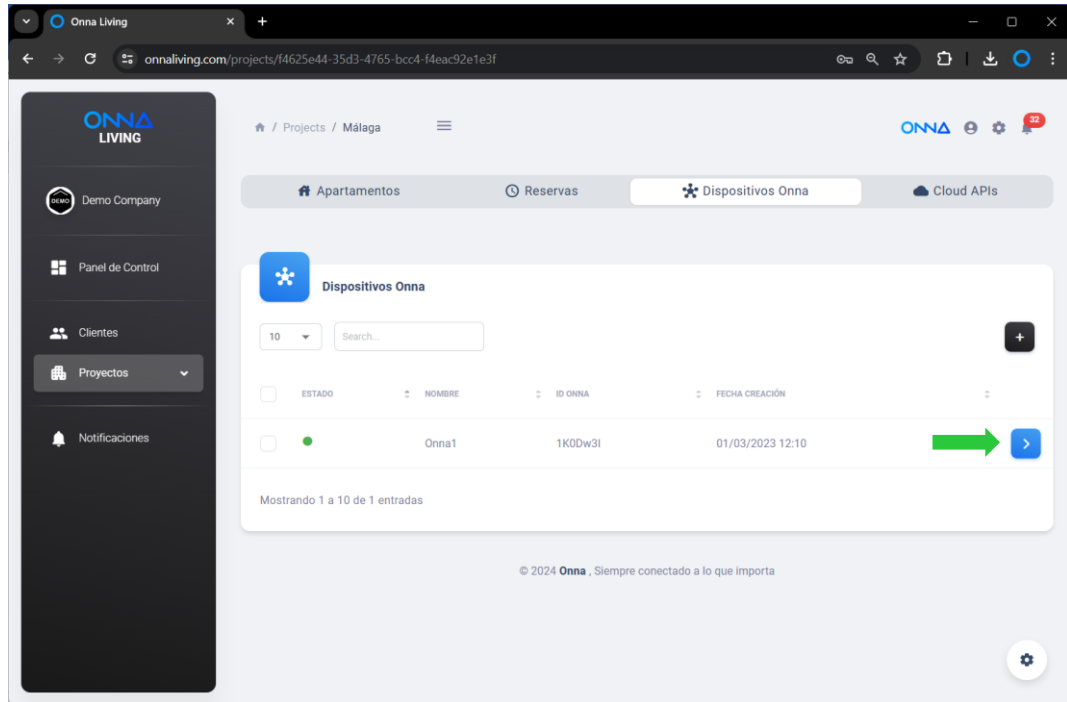 Onna Living
onnaliving.com/projects/f4625e44-35d3-4765-bcc4-f4eac92e1e3f
ONNA
LIVING
/ Projects / Málaga
ONNA
32
Apartamentos
Reservas
Dispositivos Onna
Cloud APIs
DEMO
Demo Company
Panel de Control
Dispositivos Onna
Clientes
10
Search...
+
Proyectos
ESTADO
NOMBRE
ID ONNA
FECHA CREACIÓN
Notificaciones
Onna1
1K0Dw3I
01/03/2023 12:10
Mostrando 1 a 10 de 1 entradas
© 2024 Onna , Siempre conectado a lo que importa